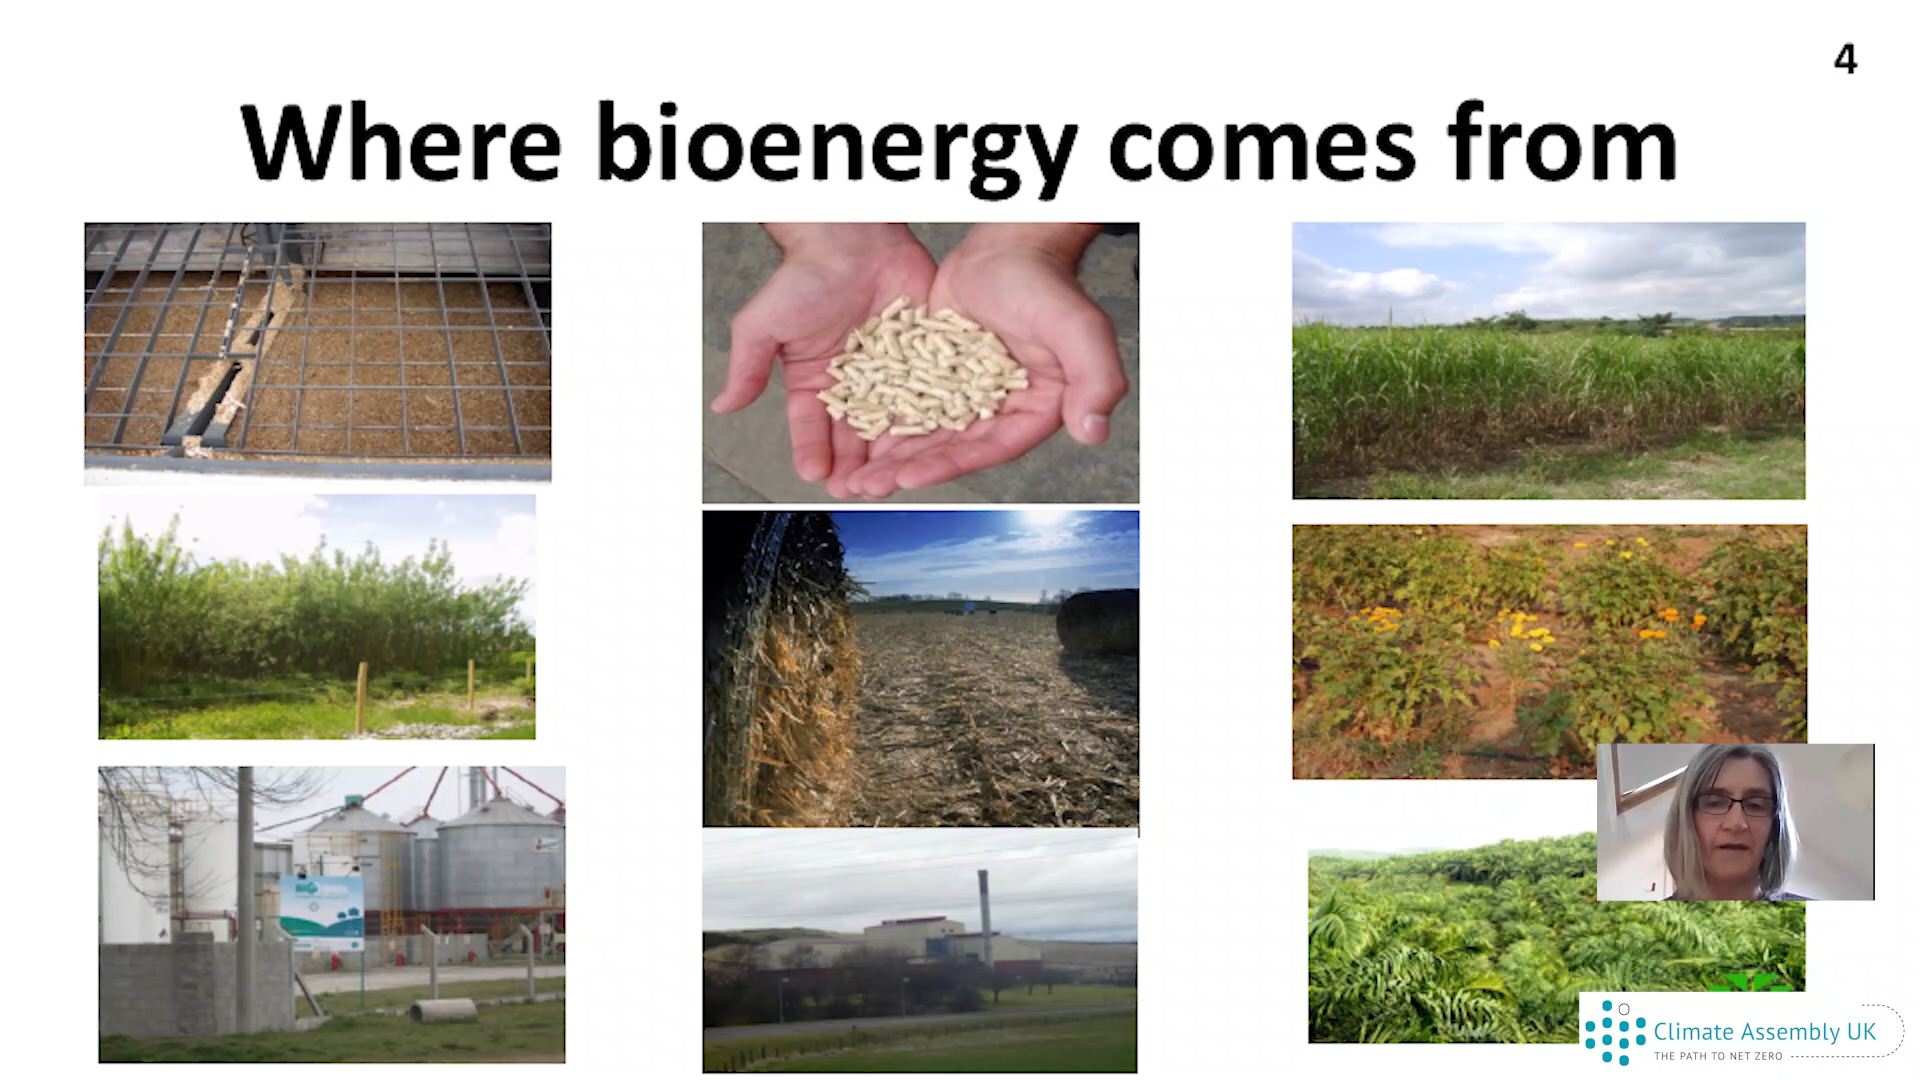 4
Where bioenergy comes from
Climate Assembly UK
THE PATH TO NET ZERO